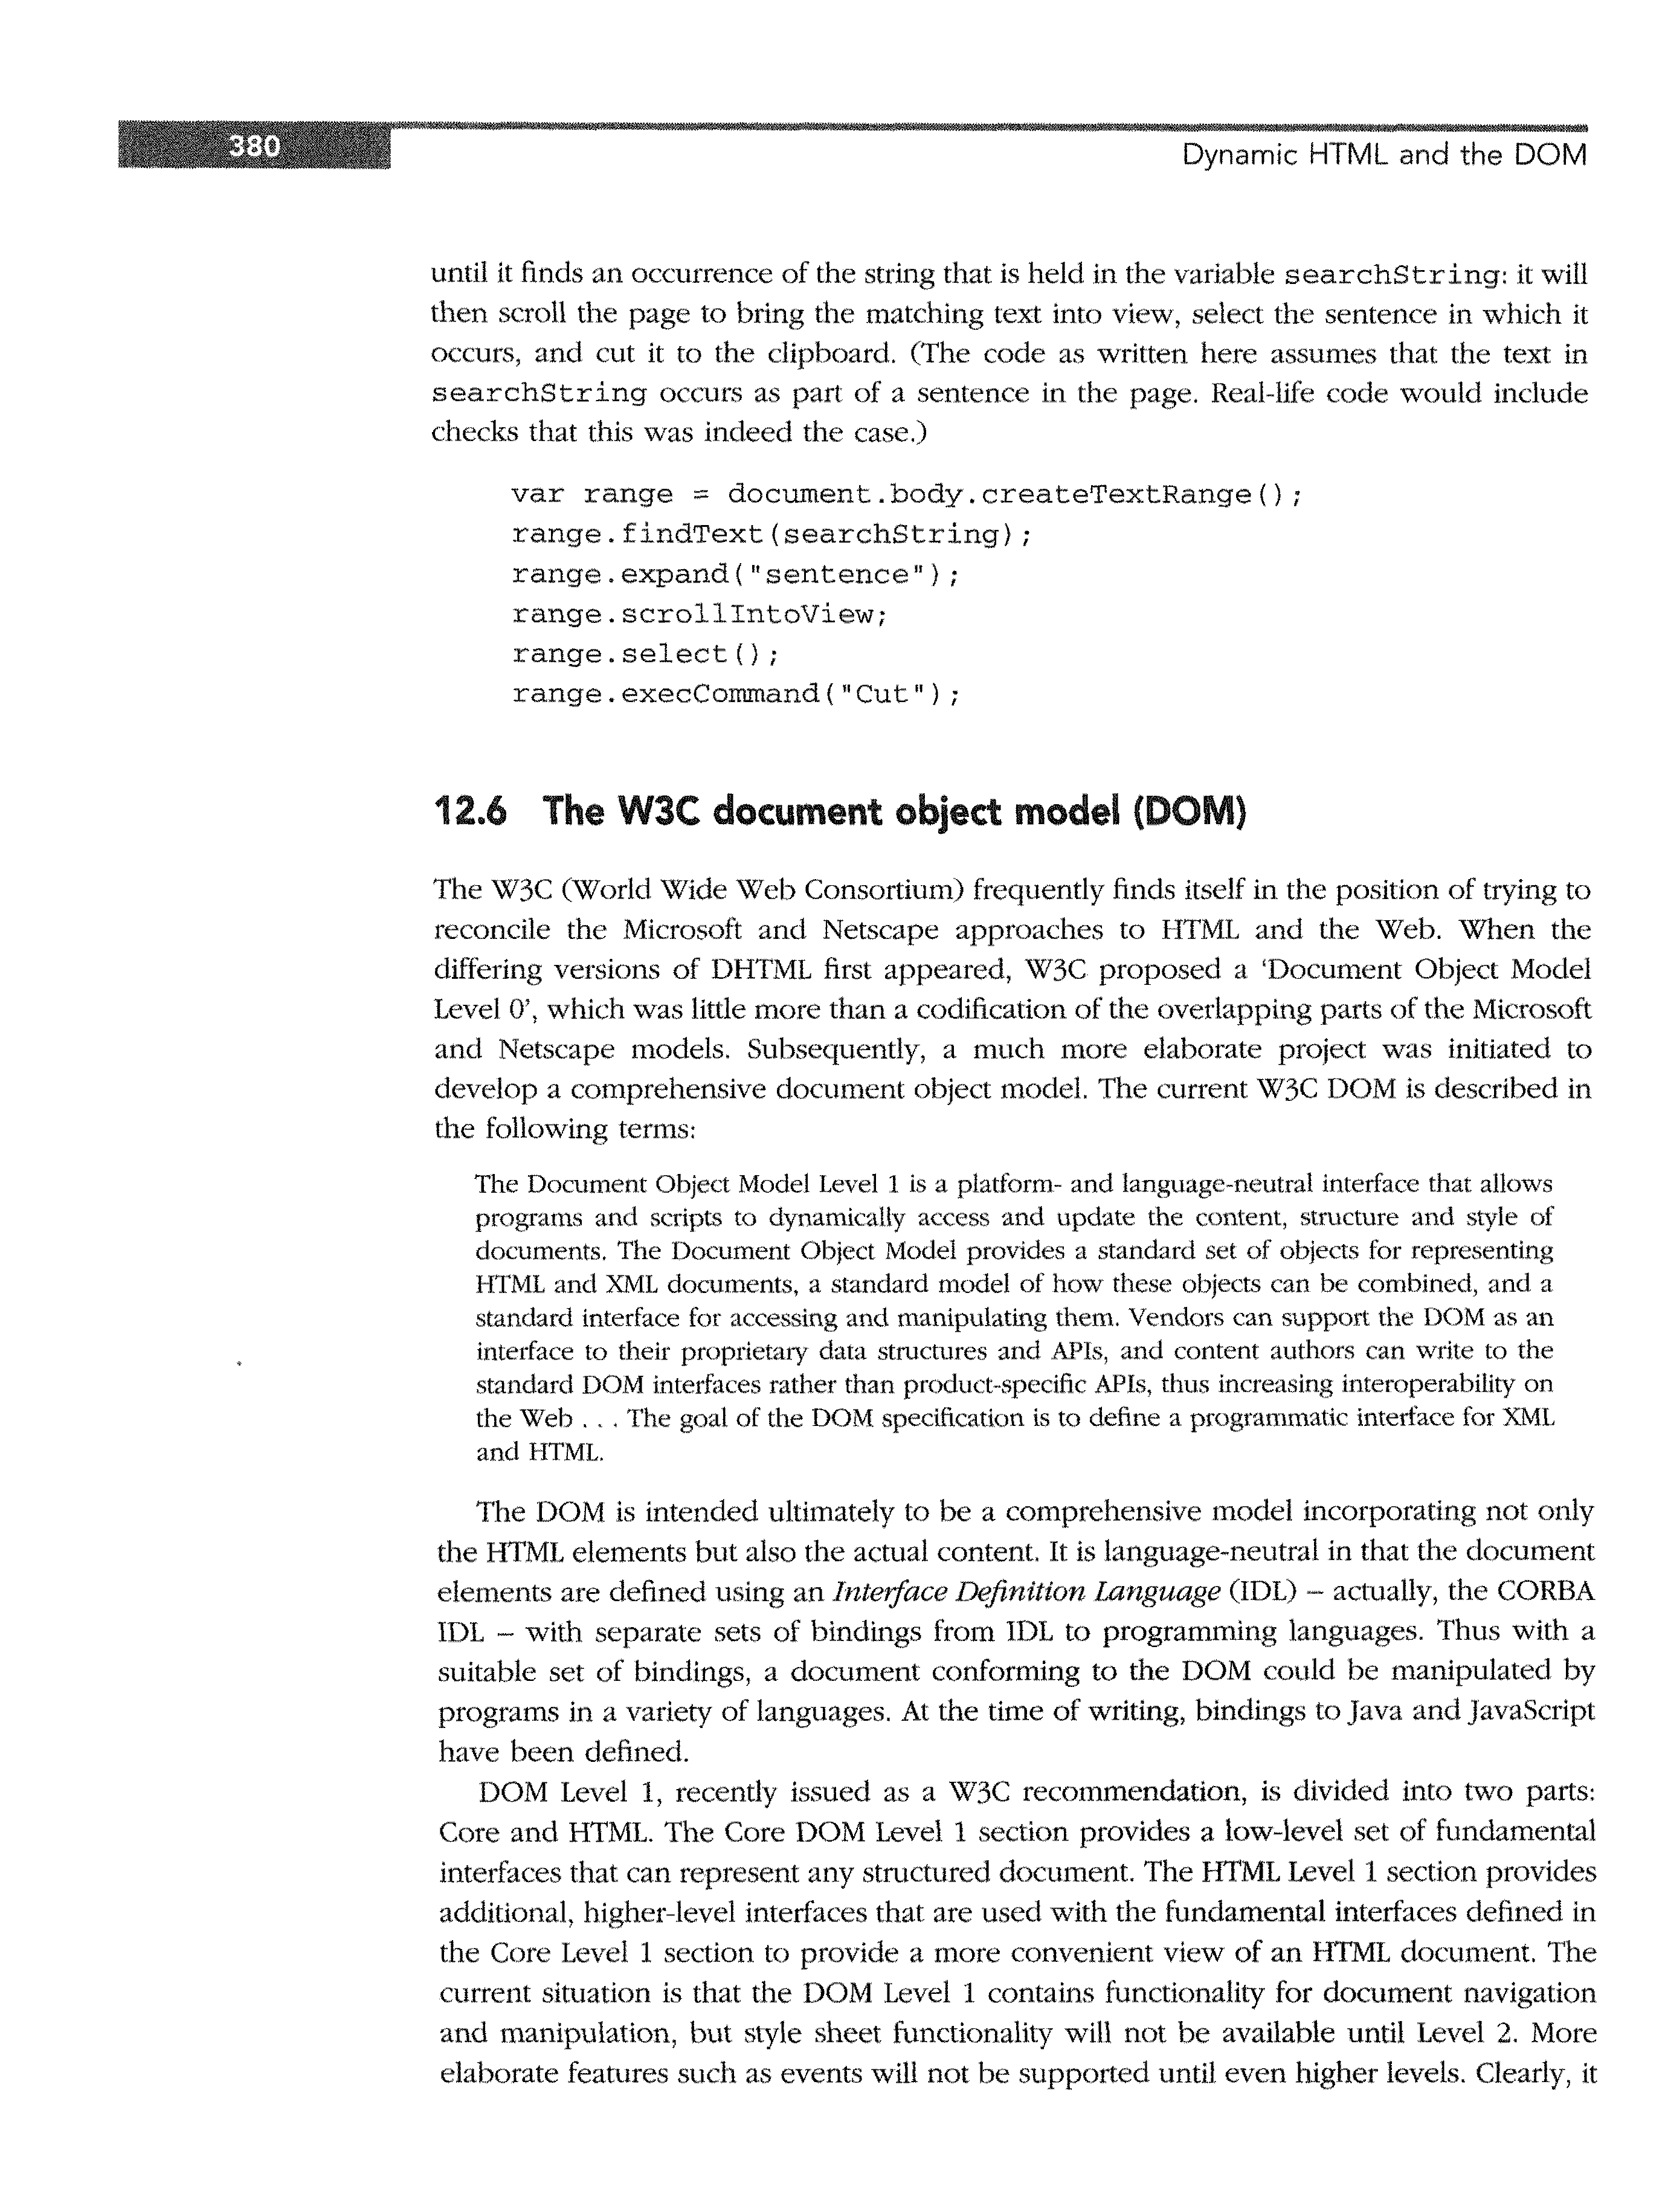 380
Dynamic HTML and the DOM
until it finds an occurrence of the string that is held in the variable searchString: it will
then scroll the page to bring the matching text into view, select the sentence in which it
occurs, and cut it to the clipboard. (The code as written here assumes that the text in
searchString occurs as part of a sentence in the page. Real-life code would include
checks that this was indeed the case.)
var range = document.body.createTextRange();
range.findText(searchString);
range.expand("sentence");
range.scrollIntoView;
range.select();
range.execCommand("Cut");
12.6 The W3C document object model (DOM)
The W3C (World Wide Web Consortium) frequently finds itself in the position of trying to
reconcile the Microsoft and Netscape approaches to HTML and the Web. When the
differing versions of DHTML first appeared, W3C proposed a ‘Document Object Model
Level 0’, which was little more than a codification of the overlapping parts of the Microsoft
and Netscape models. Subsequently, a much more elaborate project was initiated to
develop a comprehensive document object model. The current W3C DOM is described in
the following terms:
The Document Object Model Level 1 is a platform- and language-neutral interface that allows
programs and scripts to dynamically access and update the content, structure and style of
documents. The Document Object Model provides a standard set of objects for representing
HTML and XML documents, a standard model of how these objects can be combined, and a
standard interface for accessing and manipulating them. Vendors can support the DOM as an
interface to their proprietary data structures and APIs, and content authors can write to the
standard DOM interfaces rather than product-specific APIs, thus increasing interoperability on
the Web . . . The goal of the DOM specification is to define a programmatic interface for XML
and HTML.
The DOM is intended ultimately to be a comprehensive model incorporating not only
the HTML elements but also the actual content. It is language-neutral in that the document
elements are defined using an Interface Definition Language (IDL) – actually, the CORBA
IDL – with separate sets of bindings from IDL to programming languages. Thus with a
suitable set of bindings, a document conforming to the DOM could be manipulated by
programs in a variety of languages. At the time of writing, bindings to Java and JavaScript
have been defined.
DOM Level 1, recently issued as a W3C recommendation, is divided into two parts:
Core and HTML. The Core DOM Level 1 section provides a low-level set of fundamental
interfaces that can represent any structured document. The HTML Level 1 section provides
additional, higher-level interfaces that are used with the fundamental interfaces defined in
the Core Level 1 section to provide a more convenient view of an HTML document. The
current situation is that the DOM Level 1 contains functionality for document navigation
and manipulation, but style sheet functionality will not be available until Level 2. More
elaborate features such as events will not be supported until even higher levels. Clearly, it